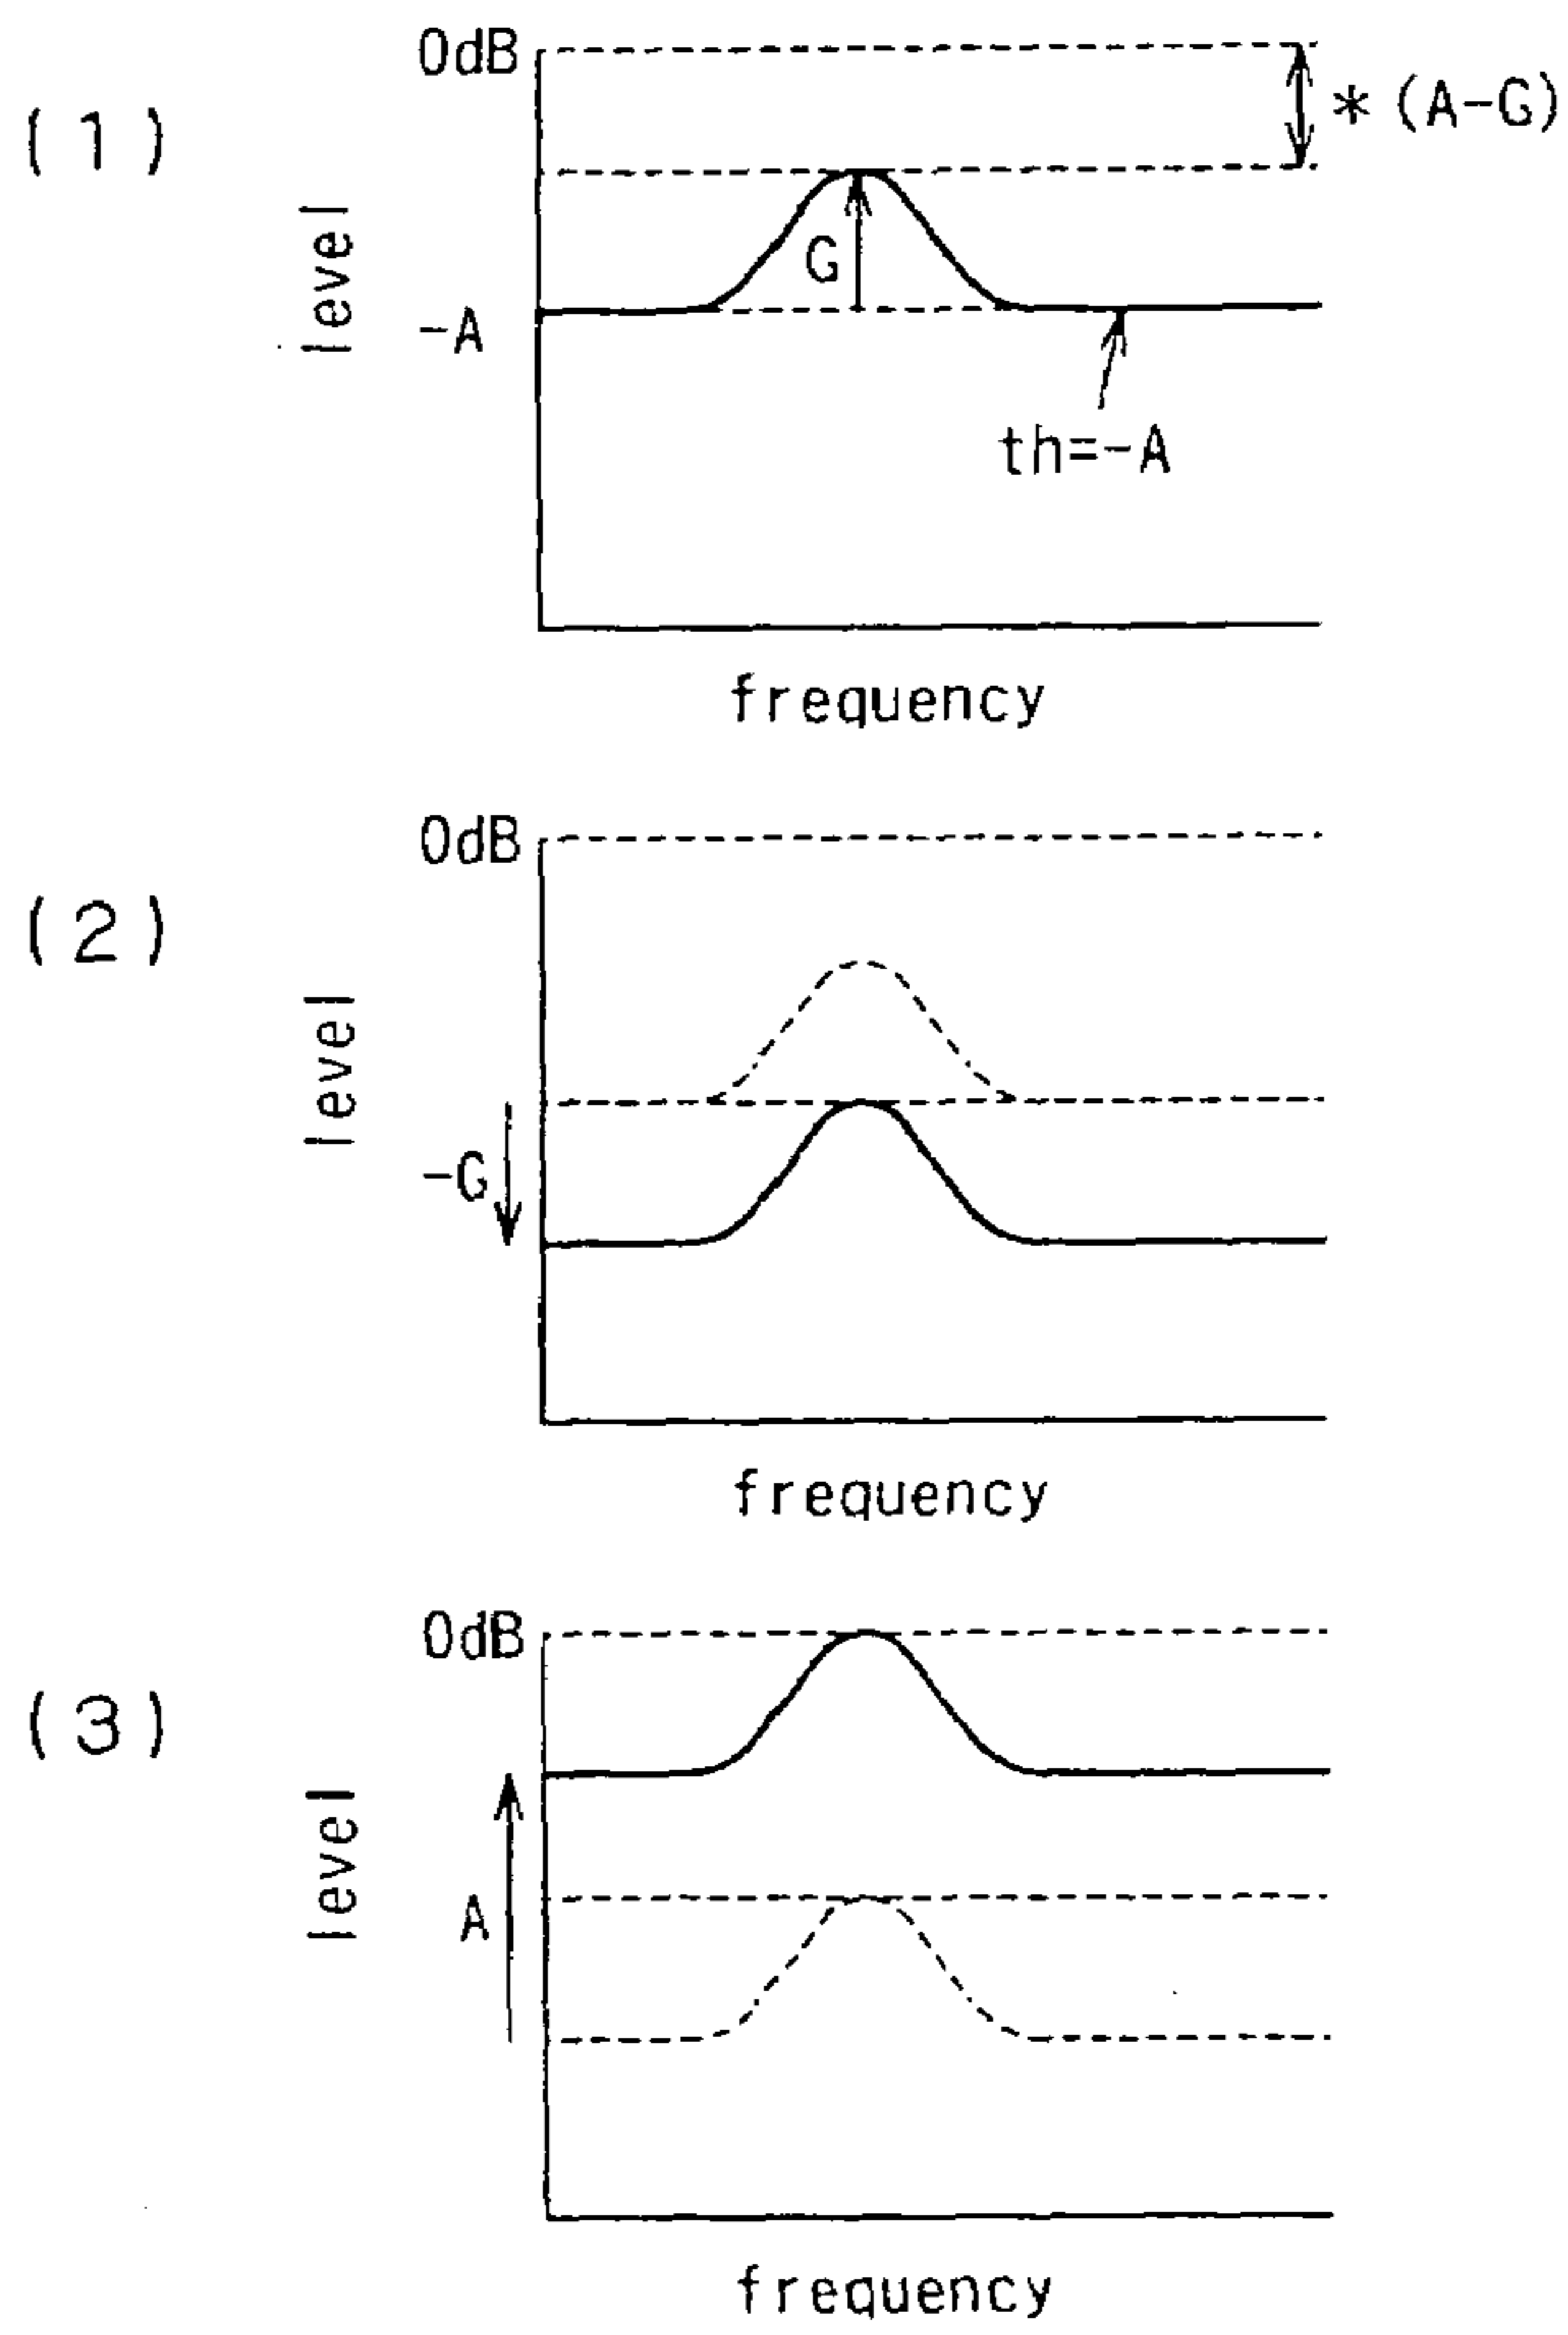 (1)
0dB
* (A-G)
level
G
-A
th=-A
frequency
(2)
0dB
level
-G
frequency
(3)
0dB
level
A
frequency